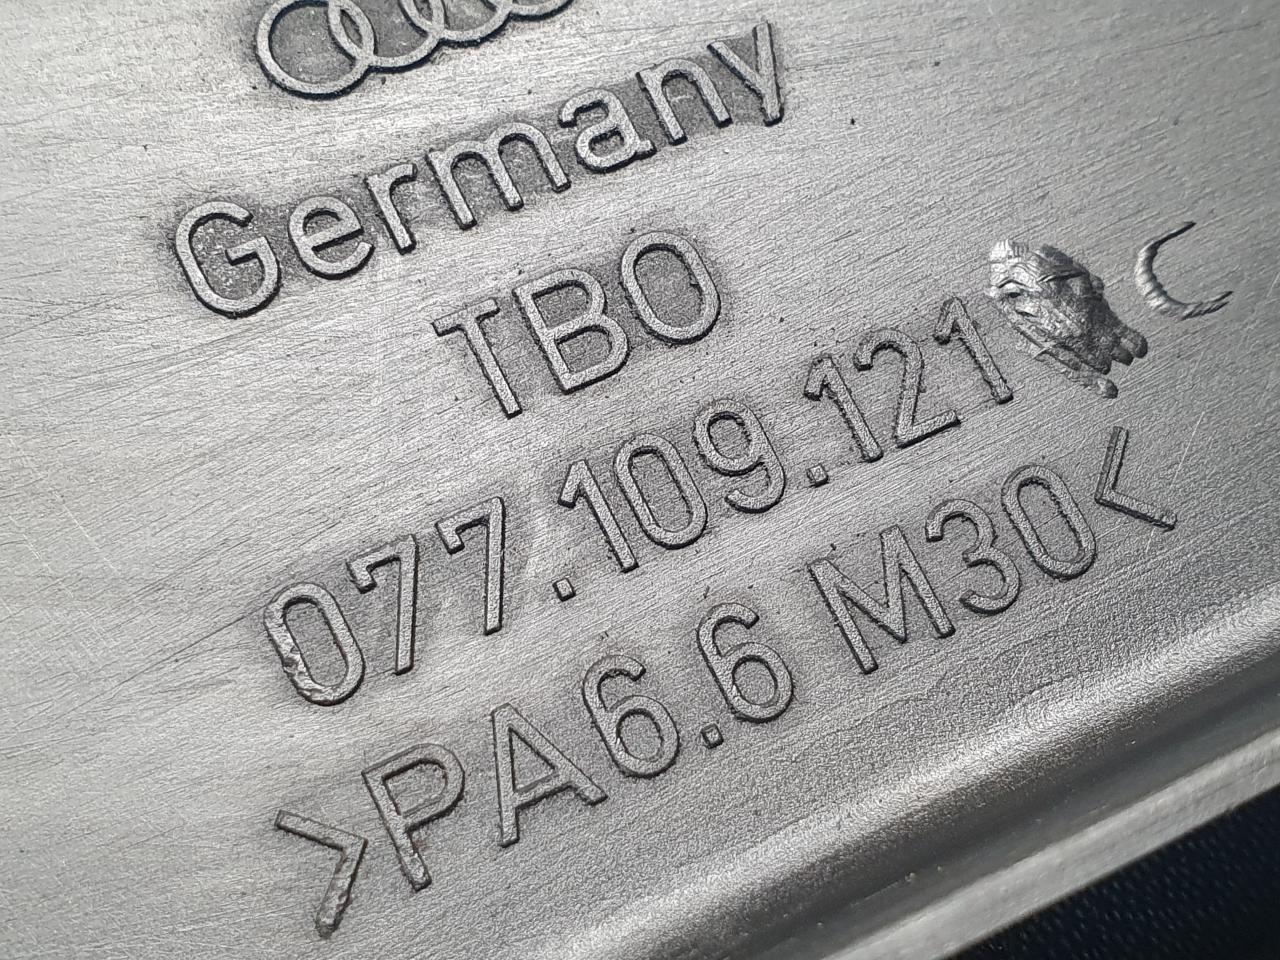 Germany
TBO
077.109.121 C
>PA6.6 M30<